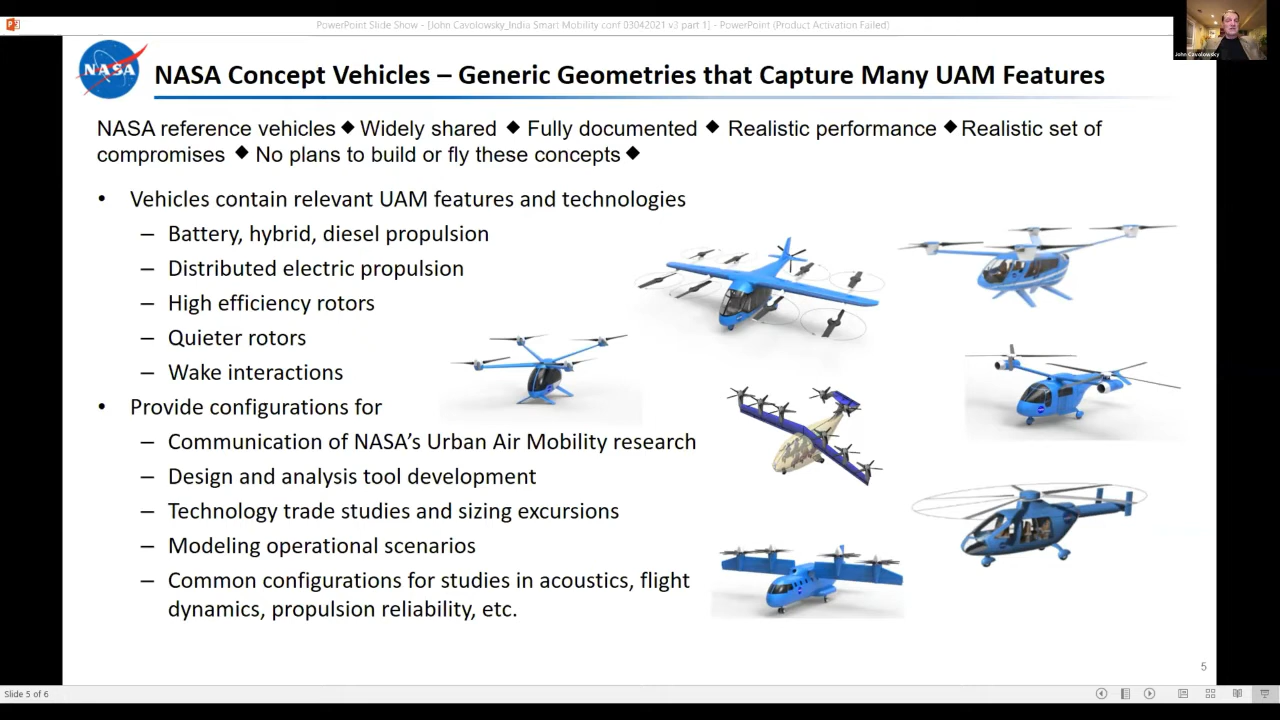 PowerPoint Slide Show - [John Cavolowsky_India Smart Mobility conf 03042021 v3 part 1] - PowerPoint (Product Activation Failed)
John Cavolowsky
NASA
NASA Concept Vehicles – Generic Geometries that Capture Many UAM Features
NASA reference vehicles ◆ Widely shared ◆ Fully documented ◆ Realistic performance ◆ Realistic set of
compromises ◆ No plans to build or fly these concepts ◆
• Vehicles contain relevant UAM features and technologies
– Battery, hybrid, diesel propulsion
– Distributed electric propulsion
– High efficiency rotors
– Quieter rotors
– Wake interactions
• Provide configurations for
– Communication of NASA’s Urban Air Mobility research
– Design and analysis tool development
– Technology trade studies and sizing excursions
– Modeling operational scenarios
– Common configurations for studies in acoustics, flight
dynamics, propulsion reliability, etc.
5
Slide 5 of 6